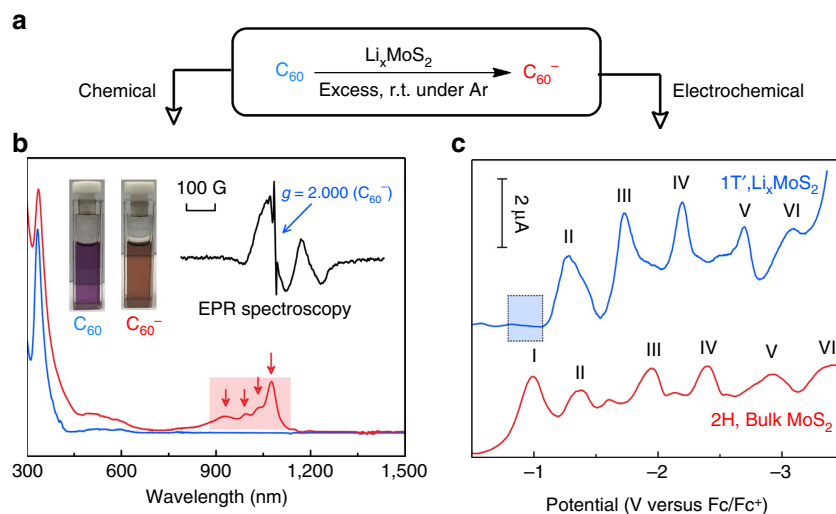 a
Li₍ₓ₎MoS₂
C₆₀
C₆₀⁻
Excess, r.t. under Ar
Chemical
Electrochemical
b
100 G
g = 2.000 (C₆₀⁻)
EPR spectroscopy
C₆₀
C₆₀⁻
300
600
900
1,200
1,500
Wavelength (nm)
c
2 μA
1T′,LiₓMoS₂
II
III
IV
V
VI
I
II
III
IV
V
VI
2H, Bulk MoS₂
–1
–2
–3
Potential (V versus Fc/Fc⁺)